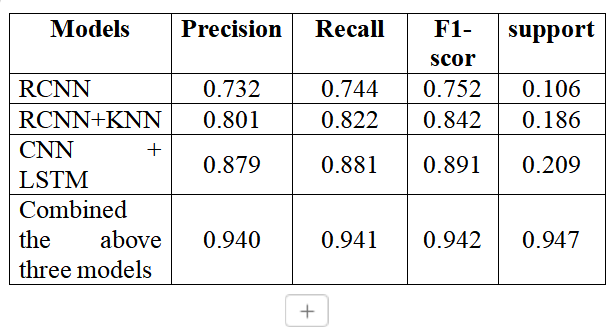 Models Precision Recall F1- support
scor
RCNN 0.732 0.744 0.752 0.106
RCNN+KNN 0.801 0.822 0.842 0.186
CNN +
LSTM 0.879 0.881 0.891 0.209
Combined
the above 0.940 0.941 0.942 0.947
three models
+